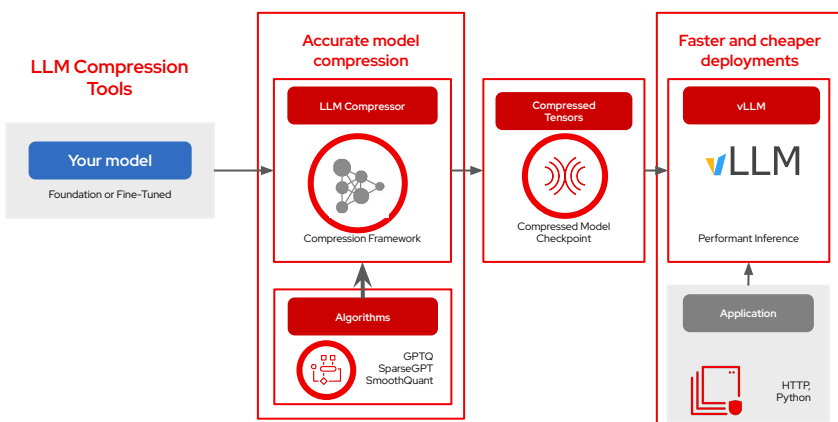 LLM Compression
Tools
Your model
Foundation or Fine-Tuned
Accurate model
compression
LLM Compressor
Compression Framework
Algorithms
GPTQ
SparseGPT
SmoothQuant
Compressed
Tensors
Compressed Model
Checkpoint
Faster and cheaper
deployments
vLLM
vLLM
Performant Inference
Application
HTTP,
Python